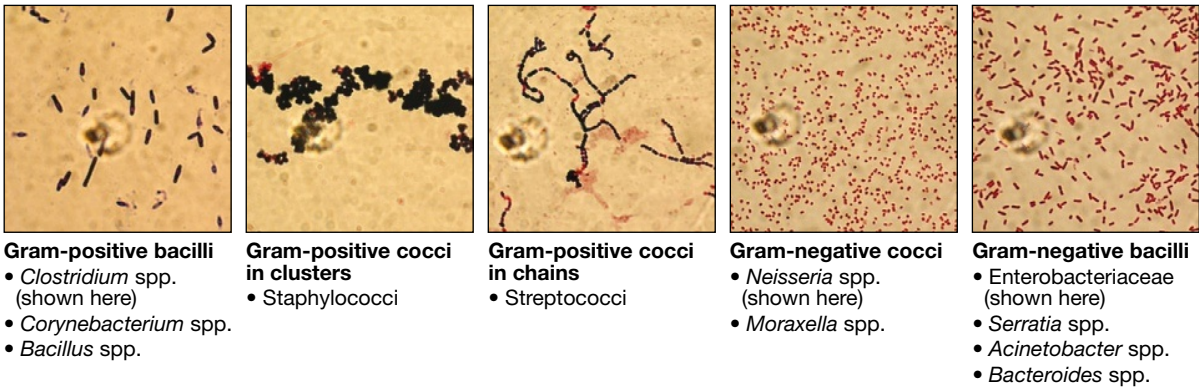 Gram-positive bacilli
• Clostridium spp.
(shown here)
• Corynebacterium spp.
• Bacillus spp.
Gram-positive cocci
in clusters
• Staphylococci
Gram-positive cocci
in chains
• Streptococci
Gram-negative cocci
• Neisseria spp.
(shown here)
• Moraxella spp.
Gram-negative bacilli
• Enterobacteriaceae
(shown here)
• Serratia spp.
• Acinetobacter spp.
• Bacteroides spp.